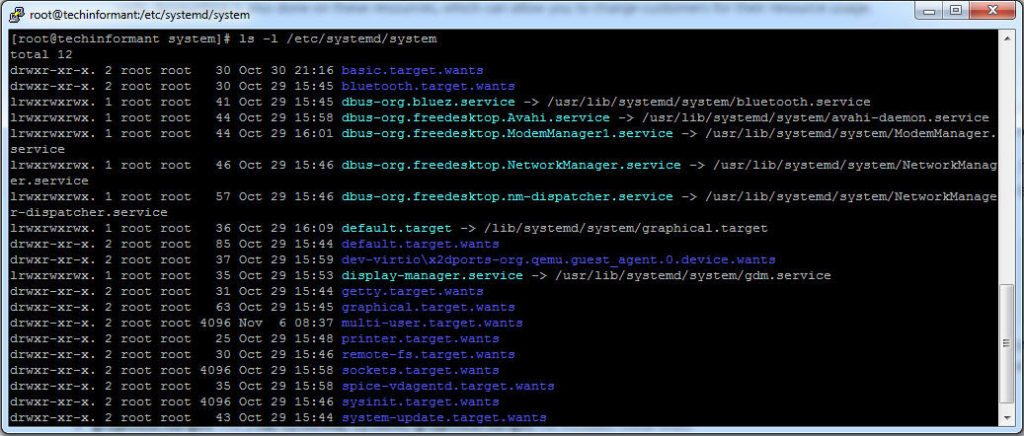 root@techinformant:/etc/systemd/system
[root@techinformant system]# ls -l /etc/systemd/system
total 12
drwxr-xr-x. 2 root root   30 Oct 30 21:16 basic.target.wants
drwxr-xr-x. 2 root root   30 Oct 29 15:45 bluetooth.target.wants
lrwxrwxrwx. 1 root root   41 Oct 29 15:45 dbus-org.bluez.service -> /usr/lib/systemd/system/bluetooth.service
lrwxrwxrwx. 1 root root   44 Oct 29 15:58 dbus-org.freedesktop.Avahi.service -> /usr/lib/systemd/system/avahi-daemon.service
lrwxrwxrwx. 1 root root   44 Oct 29 16:01 dbus-org.freedesktop.ModemManager1.service -> /usr/lib/systemd/system/ModemManager.
service
lrwxrwxrwx. 1 root root   46 Oct 29 15:46 dbus-org.freedesktop.NetworkManager.service -> /usr/lib/systemd/system/NetworkManag
er.service
lrwxrwxrwx. 1 root root   57 Oct 29 15:46 dbus-org.freedesktop.nm-dispatcher.service -> /usr/lib/systemd/system/NetworkManage
r-dispatcher.service
lrwxrwxrwx. 1 root root   36 Oct 29 16:09 default.target -> /lib/systemd/system/graphical.target
drwxr-xr-x. 2 root root   85 Oct 29 15:44 default.target.wants
drwxr-xr-x. 2 root root   37 Oct 29 15:59 dev-virtio\x2dports-org.qemu.guest_agent.0.device.wants
lrwxrwxrwx. 1 root root   35 Oct 29 15:53 display-manager.service -> /usr/lib/systemd/system/gdm.service
drwxr-xr-x. 2 root root   31 Oct 29 15:44 getty.target.wants
drwxr-xr-x. 2 root root   63 Oct 29 15:45 graphical.target.wants
drwxr-xr-x. 2 root root 4096 Nov  6 08:37 multi-user.target.wants
drwxr-xr-x. 2 root root   25 Oct 29 15:48 printer.target.wants
drwxr-xr-x. 2 root root   30 Oct 29 15:46 remote-fs.target.wants
drwxr-xr-x. 2 root root 4096 Oct 29 15:58 sockets.target.wants
drwxr-xr-x. 2 root root   35 Oct 29 15:58 spice-vdagentd.target.wants
drwxr-xr-x. 2 root root 4096 Oct 29 15:46 sysinit.target.wants
drwxr-xr-x. 2 root root   43 Oct 29 15:44 system-update.target.wants